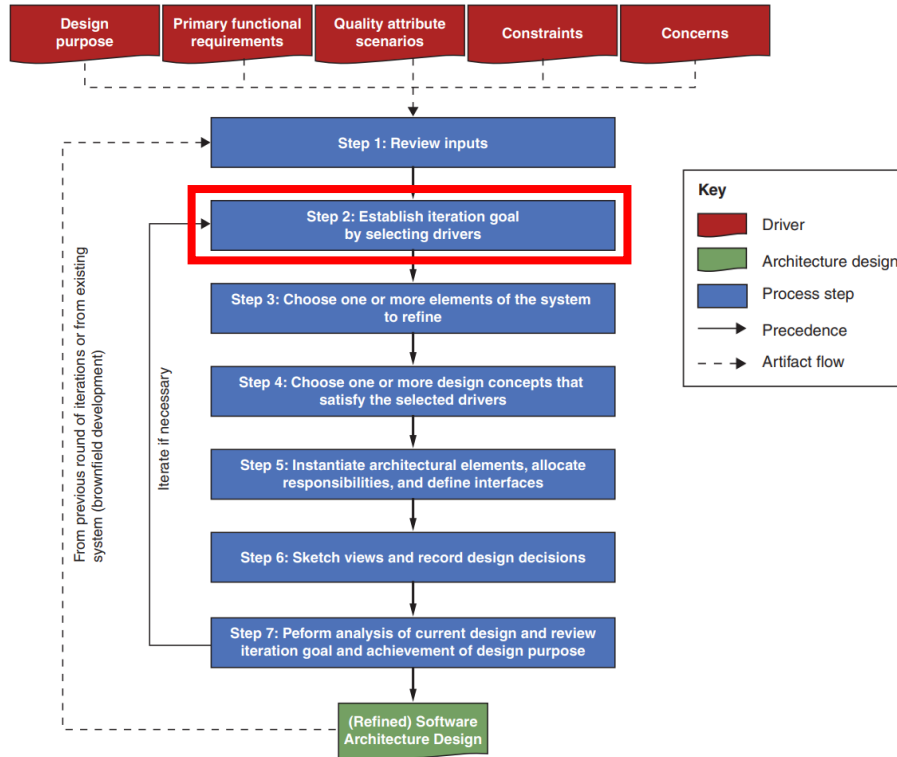 Design
purpose
Primary functional
requirements
Quality attribute
scenarios
Constraints
Concerns
Step 1: Review inputs
Step 2: Establish iteration goal
by selecting drivers
Step 3: Choose one or more elements of the system
to refine
Step 4: Choose one or more design concepts that
satisfy the selected drivers
Step 5: Instantiate architectural elements, allocate
responsibilities, and define interfaces
Step 6: Sketch views and record design decisions
Step 7: Peform analysis of current design and review
iteration goal and achievement of design purpose
(Refined) Software
Architecture Design
From previous round of iterations or from existing
system (brownfield development)
Iterate if necessary
Key
Driver
Architecture design
Process step
Precedence
Artifact flow